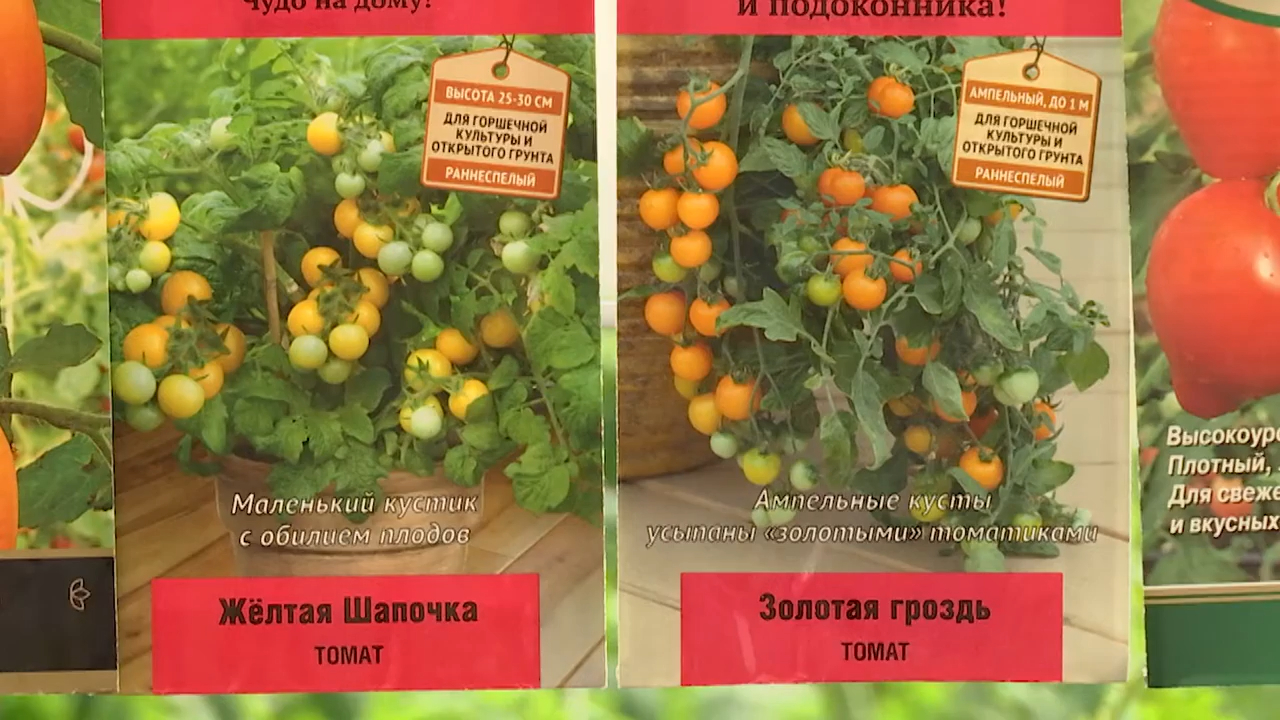 Чудо на дому!
ВЫСОТА 25-30 СМ
ДЛЯ ГОРШЕЧНОЙ
КУЛЬТУРЫ И
ОТКРЫТОГО ГРУНТА
РАННЕСПЕЛЫЙ
Маленький кустик
с обилием плодов
Жёлтая Шапочка
ТОМАТ
и подоконника!
АМПЕЛЬНЫЙ, ДО 1 М
ДЛЯ ГОРШЕЧНОЙ
КУЛЬТУРЫ И
ОТКРЫТОГО ГРУНТА
РАННЕСПЕЛЫЙ
Ампельные кусты
усыпаны «золотыми» томатиками
Золотая гроздь
ТОМАТ
Плотный,
Для
и вкусных